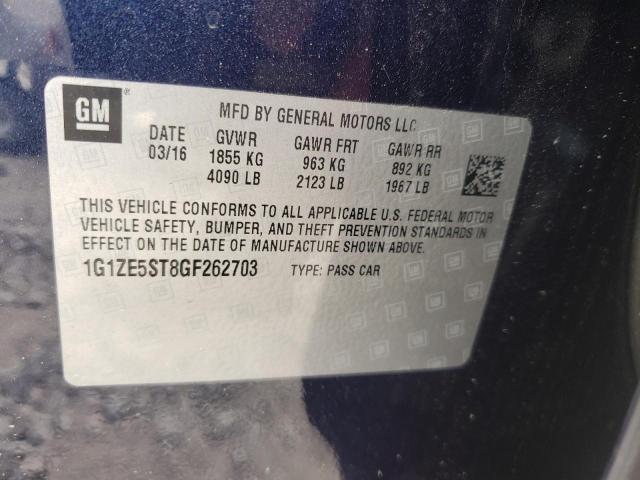 GM ®
MFD BY GENERAL MOTORS LLC
DATE GVWR GAWR FRT GAWR RR
03/16 1855 KG 963 KG 892 KG
4090 LB 2123 LB 1967 LB
THIS VEHICLE CONFORMS TO ALL APPLICABLE U.S. FEDERAL MOTOR
VEHICLE SAFETY, BUMPER, AND THEFT PREVENTION STANDARDS IN
EFFECT ON THE DATE OF MANUFACTURE SHOWN ABOVE.
1G1ZE5ST8GF262703 TYPE: PASS CAR